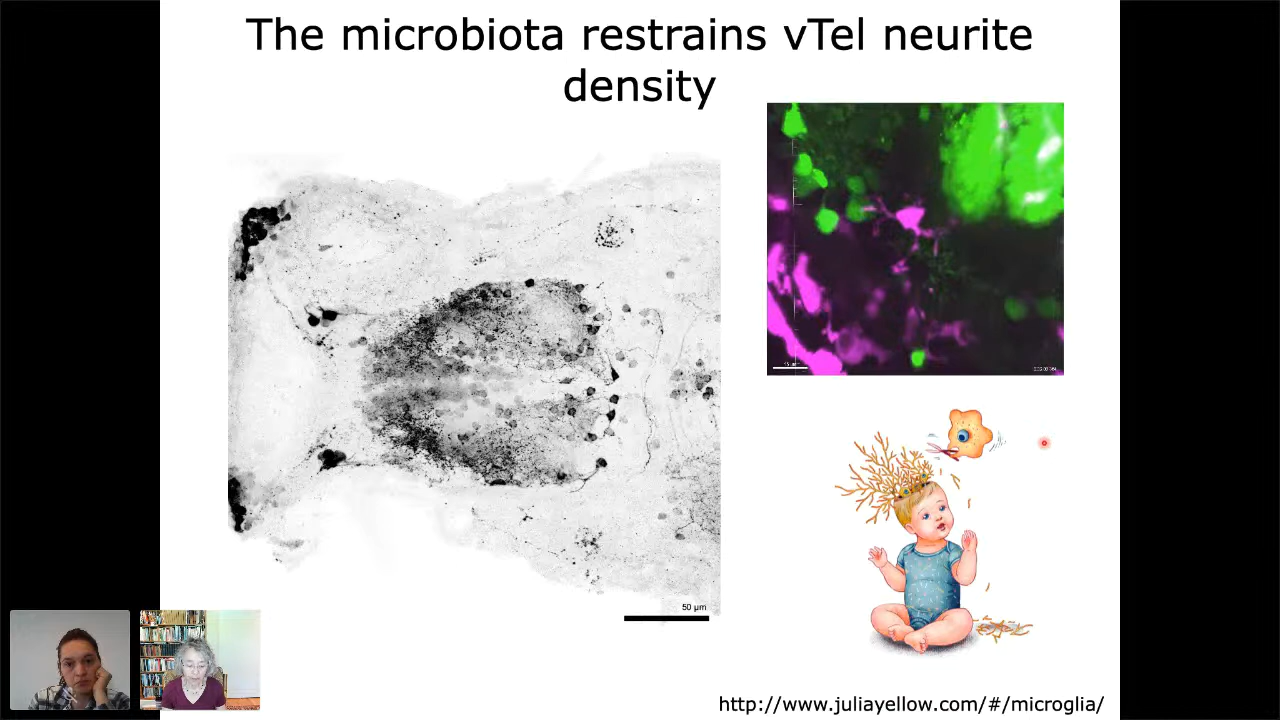 The microbiota restrains vTel neurite
density
50 µm
http://www.juliayellow.com/#/microglia/